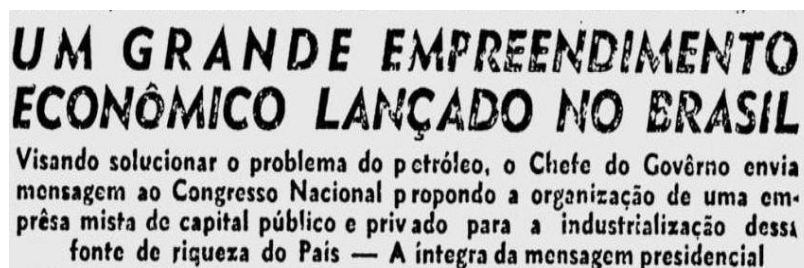 UM GRANDE EMPREENDIMENTO
ECONÔMICO LANÇADO NO BRASIL
Visando solucionar o problema do petróleo, o Chefe do Govêrno envia
mensagem ao Congresso Nacional propondo a organização de uma em-
prêsa mista de capital público e privado para a industrialização dessa
fonte de riqueza do País — A íntegra da mensagem presidencial